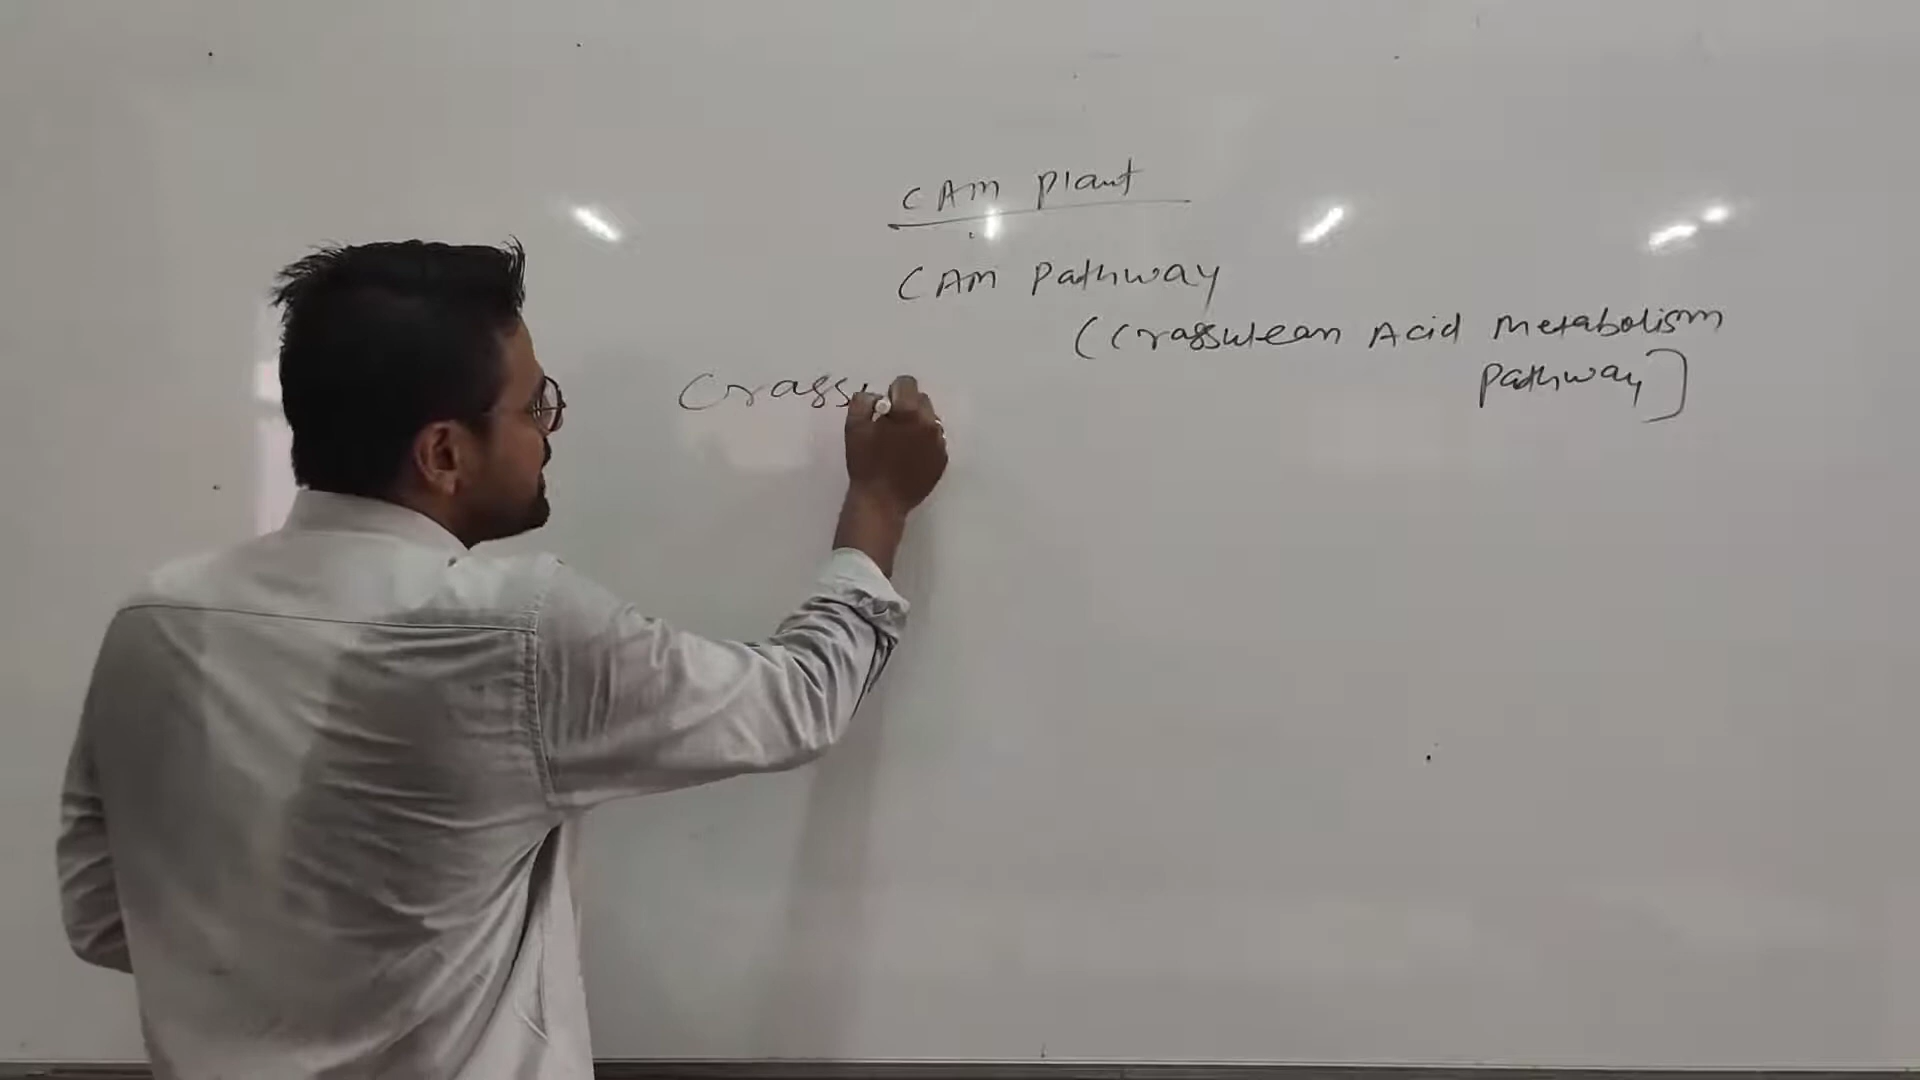 CAM Plant
CAM Pathway
(Crassulean Acid Metabolism
Pathway]
Crass